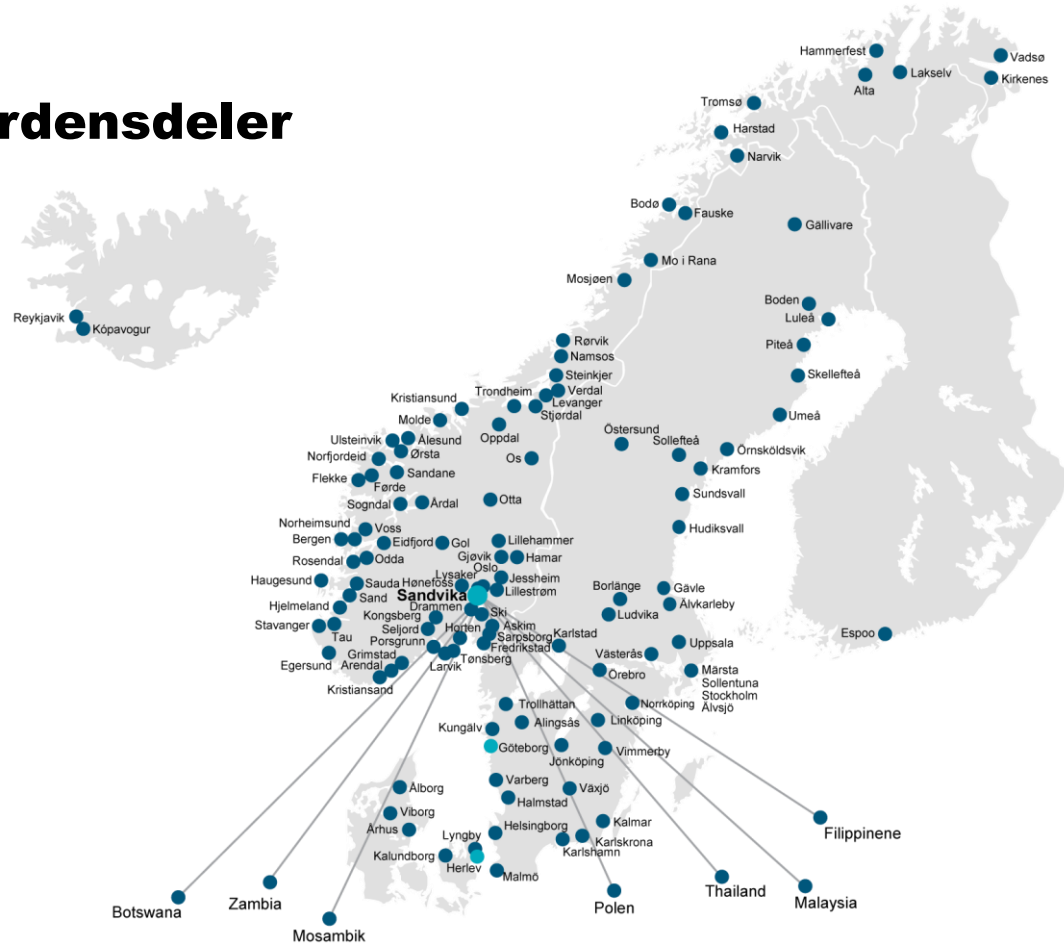 rdensdeler
Hammerfest
Vadsø
Lakselv
Kirkenes
Alta
Tromsø
Harstad
Narvik
Bodø
Fauske
Gällivare
Mo i Rana
Mosjøen
Boden
Luleå
Reykjavik
Kópavogur
Rørvik
Piteå
Namsos
Steinkjer
Skellefteå
Trondheim
Verdal
Kristiansund
Levanger
Stjørdal
Molde
Umeå
Oppdal
Ulsteinvik
Ålesund
Östersund
Sollefteå
Örnsköldsvik
Ørsta
Norfjordeid
Os
Kramfors
Sandane
Flekke
Førde
Sundsvall
Sogndal
Årdal
Otta
Norheimsund
Voss
Hudiksvall
Bergen
Eidfjord
Gol
Lillehammer
Gjøvik
Hamar
Rosendal
Odda
Oslo
Lysaker
Jessheim
Haugesund
Sauda
Hønefoss
Lillestrøm
Borlänge
Gävle
Sandvika
Sand
Drammen
Älvkarleby
Hjelmeland
Kongsberg
Ski
Ludvika
Stavanger
Tau
Seljord
Horten
Askim
Sarpsborg
Karlstad
Espoo
Porsgrunn
Fredrikstad
Uppsala
Egersund
Grimstad
Tønsberg
Västerås
Arendal
Larvik
Örebro
Märsta
Sollentuna
Stockholm
Älvsjö
Kristiansand
Trollhättan
Norrköping
Alingsås
Linköping
Kungälv
Göteborg
Jönköping
Vimmerby
Varberg
Ålborg
Växjö
Halmstad
Viborg
Århus
Helsingborg
Kalmar
Filippinene
Lyngby
Karlskrona
Karlshamn
Kalundborg
Herlev
Malmö
Botswana
Zambia
Mosambik
Polen
Thailand
Malaysia